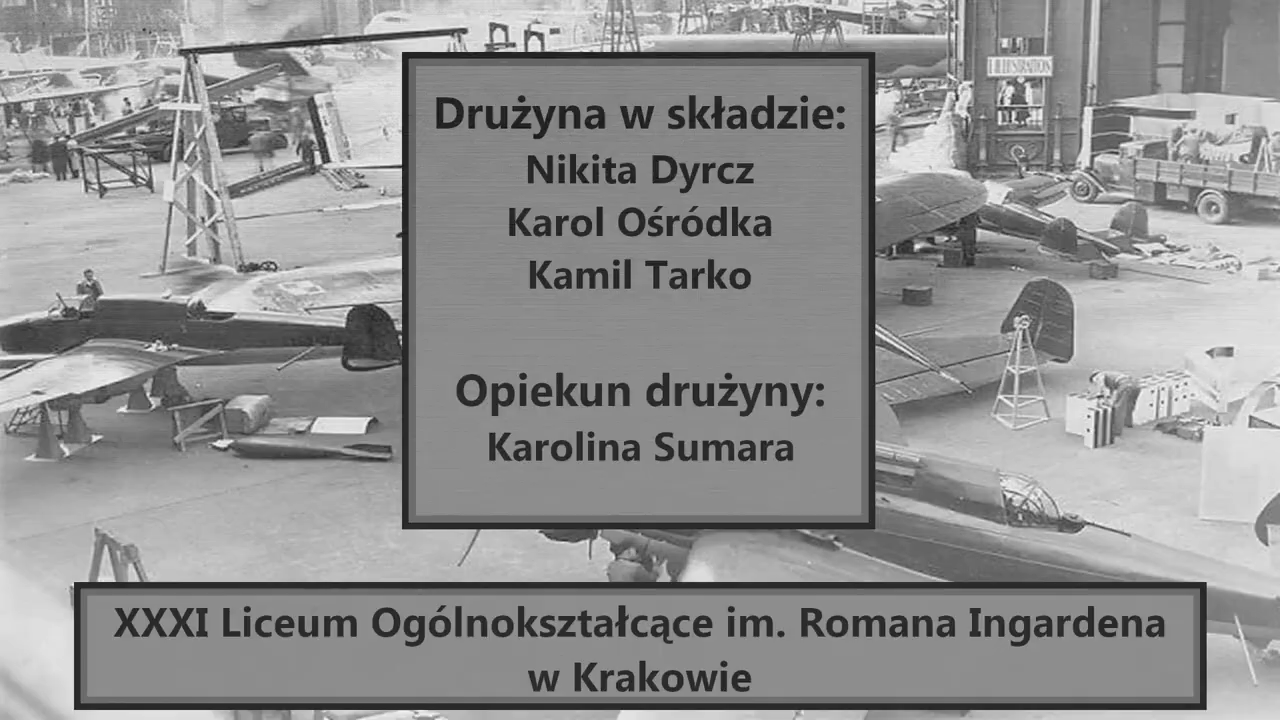 L'ILLUSTRATION
Drużyna w składzie:
Nikita Dyrcz
Karol Ośródka
Kamil Tarko
Opiekun drużyny:
Karolina Sumara
XXXI Liceum Ogólnokształcące im. Romana Ingardena
w Krakowie